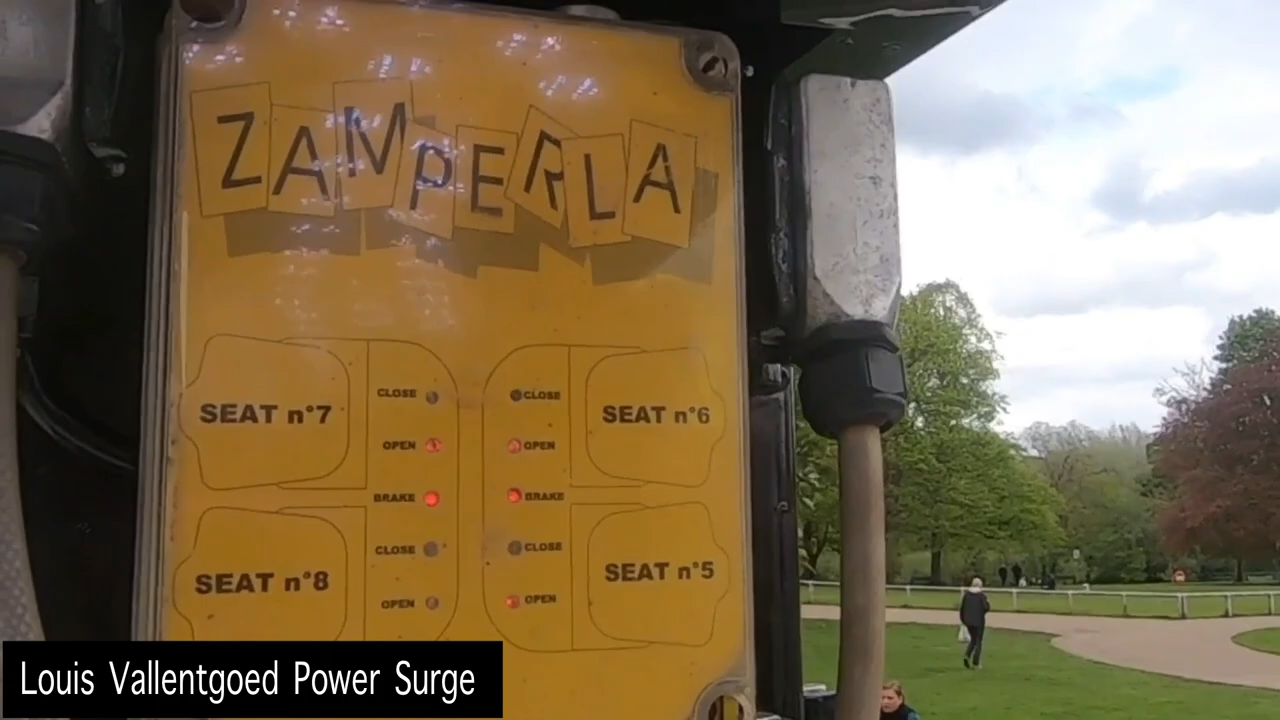 ZAMPERLA
SEAT n°7
CLOSE
OPEN
BRAKE
CLOSE
OPEN
SEAT n°8
CLOSE
OPEN
BRAKE
CLOSE
OPEN
SEAT n°6
SEAT n°5
Louis Vallentgoed Power Surge